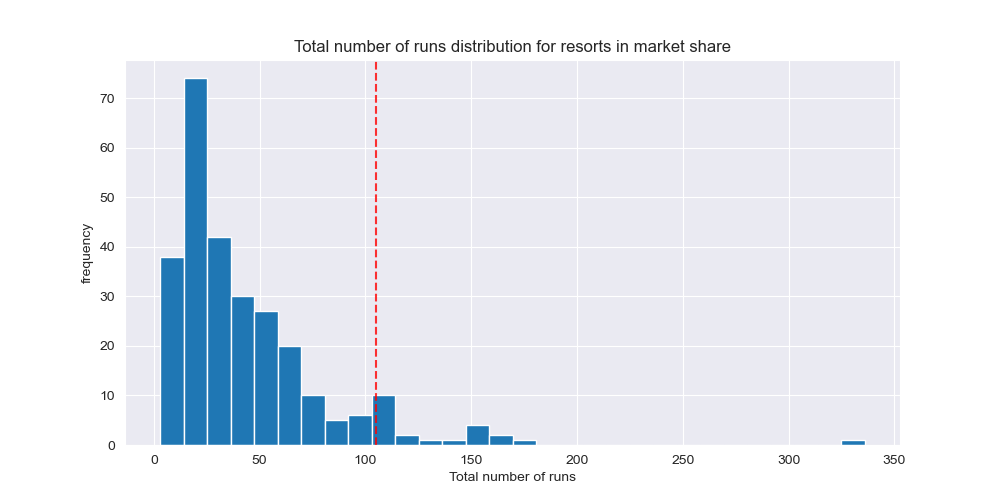 Total number of runs distribution for resorts in market share
frequency
70
60
50
40
30
20
10
0
0 50 100 150 200 250 300 350
Total number of runs